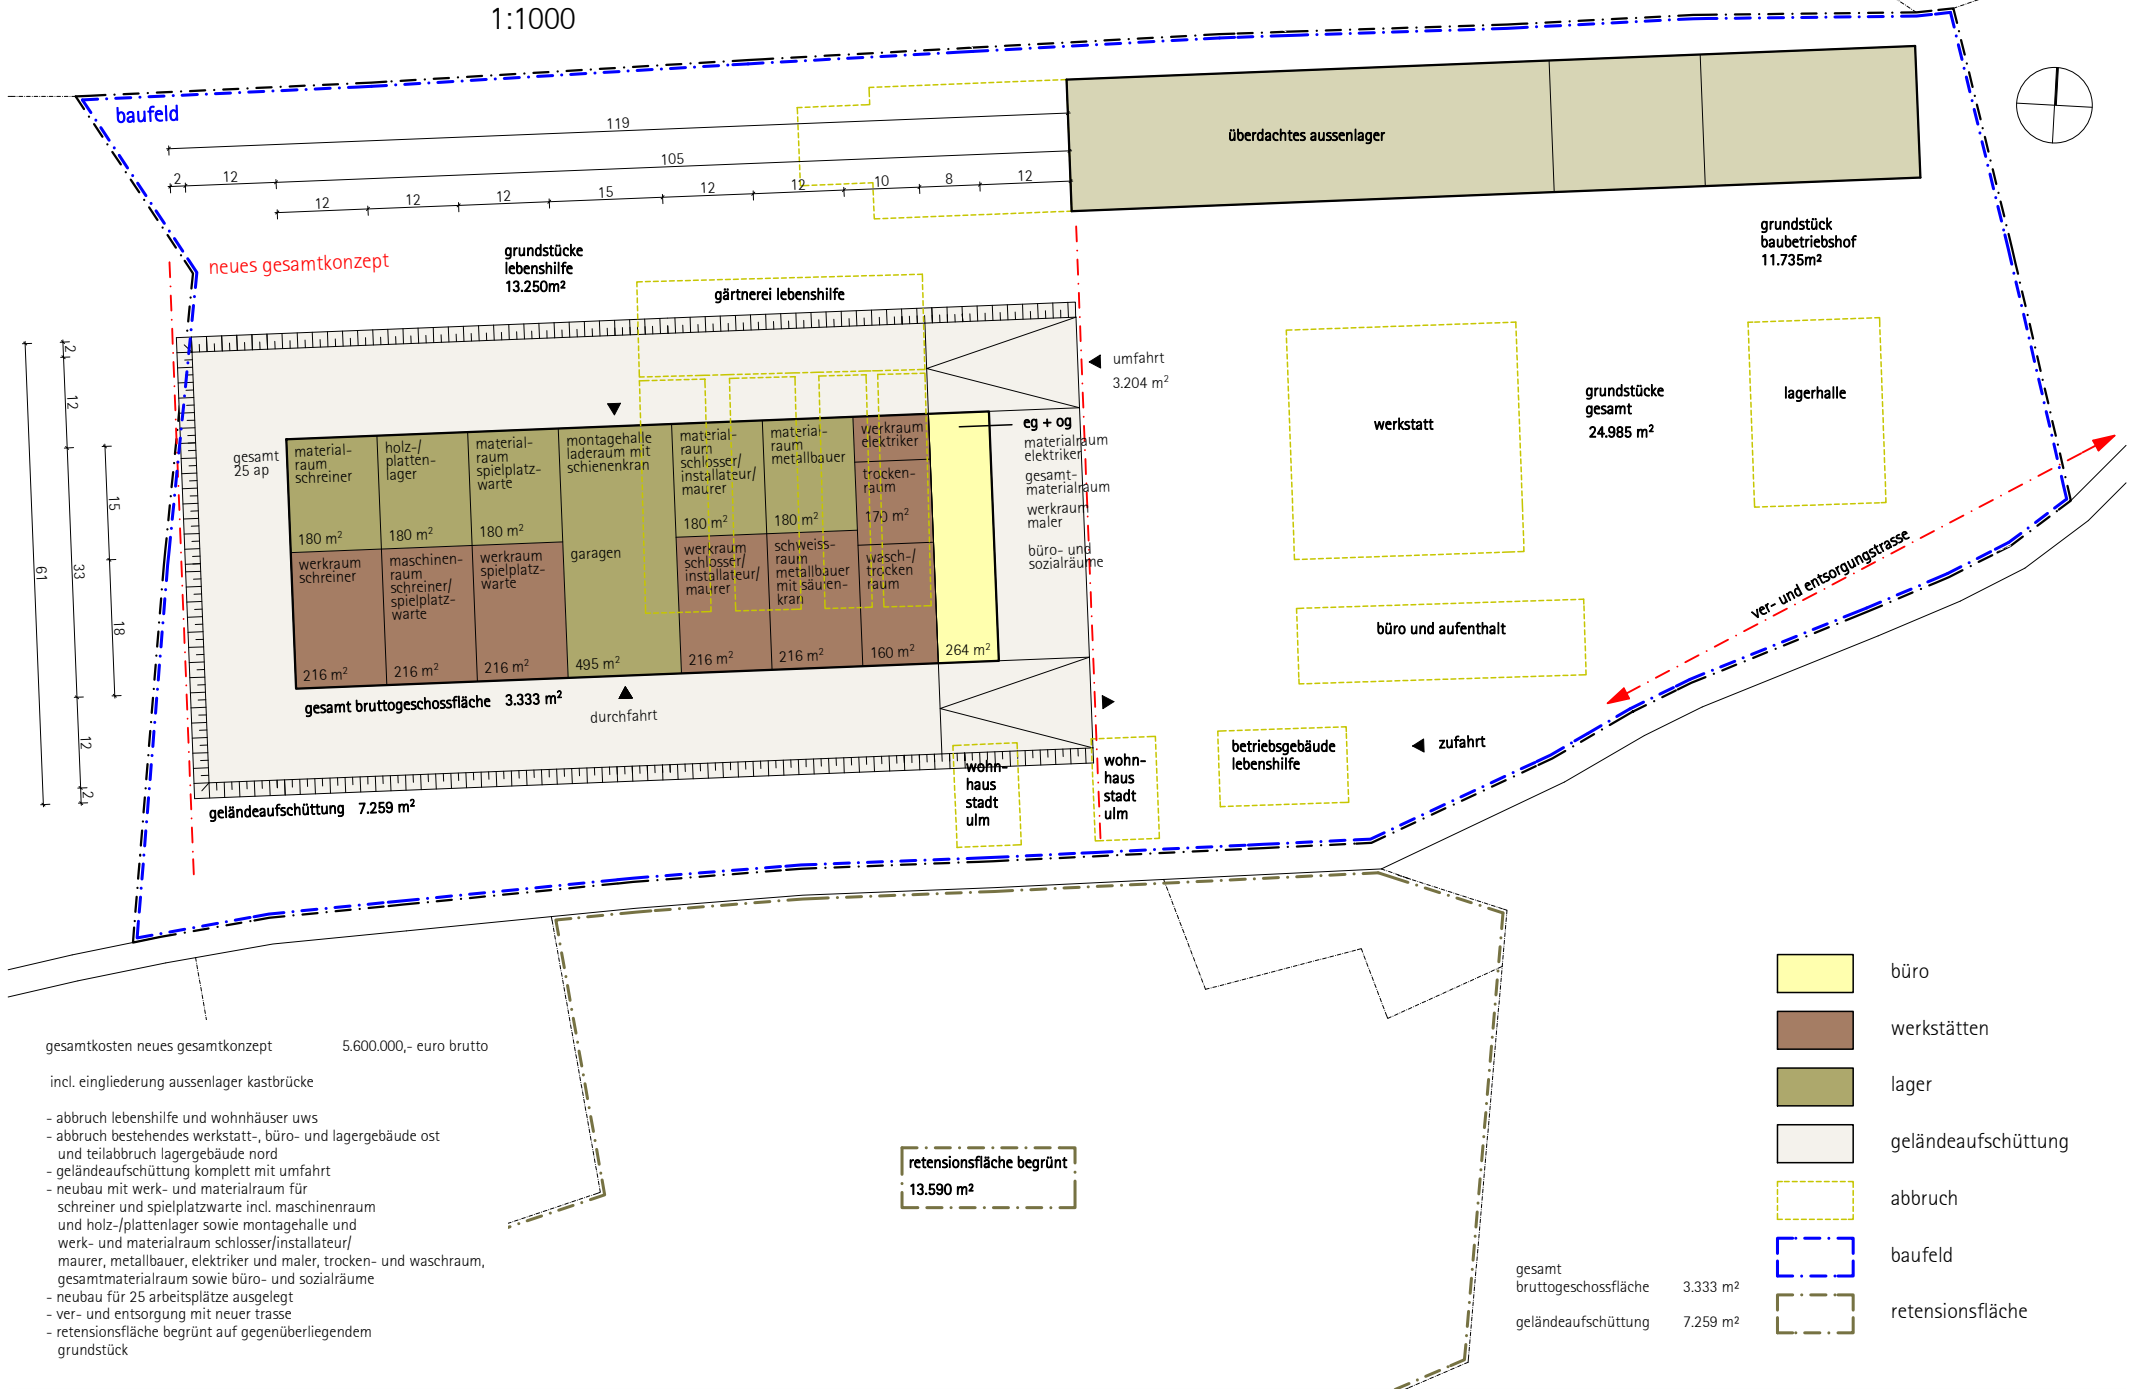 1:1000
baufeld
119
105
2
12
12
12
12
15
12
12
10
8
12
überdachtes aussenlager
neues gesamtkonzept
grundstücke
lebenshilfe
13.250m²
grundstück
baubetriebshof
11.735m²
gärtnerei lebenshilfe
umfahrt
3.204 m²
werkstatt
grundstücke
gesamt
24.985 m²
lagerhalle
2
12
15
33
61
18
12
2
gesamt
25 ap
material-
raum
schreiner
180 m²
holz-/
platten-
lager
180 m²
material-
raum
spielplatz-
warte
180 m²
montagehalle
laderaum mit
schienenkran
garagen
495 m²
material-
raum
schlosser/
installateur/
maurer
180 m²
material-
raum
metallbauer
180 m²
werkraum
elektriker
trocken-
raum
170 m²
werkraum
schreiner
216 m²
maschinen-
raum
schreiner/
spielplatz-
warte
216 m²
werkraum
spielplatz-
warte
216 m²
werkraum
schlosser/
installateur/
maurer
216 m²
schweiss-
raum
metallbauer
mit säulen-
kran
216 m²
wasch-/
trocken
raum
160 m²
264 m²
eg + og
materialraum
elektriker
gesamt-
materialraum
werkraum
maler
büro- und
sozialräume
gesamt bruttogeschossfläche 3.333 m²
durchfahrt
geländeaufschüttung 7.259 m²
büro und aufenthalt
ver- und entsorgungstrasse
betriebsgebäude
lebenshilfe
zufahrt
wohn-
haus
stadt
ulm
wohn-
haus
stadt
ulm
gesamtkosten neues gesamtkonzept 5.600.000,- euro brutto
incl. eingliederung aussenlager kastbrücke
- abbruch lebenshilfe und wohnhäuser uws
- abbruch bestehendes werkstatt-, büro- und lagergebäude ost
und teilabbruch lagergebäude nord
- geländeaufschüttung komplett mit umfahrt
- neubau mit werk- und materialraum für
schreiner und spielplatzwarte incl. maschinenraum
und holz-/plattenlager sowie montagehalle und
werk- und materialraum schlosser/installateur/
maurer, metallbauer, elektriker und maler, trocken- und waschraum,
gesamtmaterialraum sowie büro- und sozialräume
- neubau für 25 arbeitsplätze ausgelegt
- ver- und entsorgung mit neuer trasse
- retensionsfläche begrünt auf gegenüberliegendem
grundstück
retensionsfläche begrünt
13.590 m²
gesamt
bruttogeschossfläche 3.333 m²
geländeaufschüttung 7.259 m²
büro
werkstätten
lager
geländeaufschüttung
abbruch
baufeld
retensionsfläche